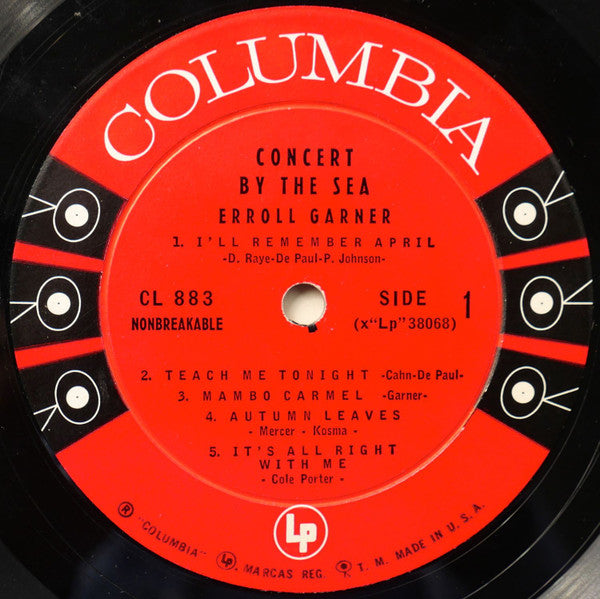 COLUMBIA
CONCERT
BY THE SEA
ERROLL GARNER
1. I'LL REMEMBER APRIL
-D. Raye-De Paul-P. Johnson-
CL 883
NONBREAKABLE
SIDE 1
(x"Lp"38068)
2. TEACH ME TONIGHT -Cahn-De Paul-
3. MAMBO CARMEL -Garner-
4. AUTUMN LEAVES
- Mercer - Kosma -
5. IT'S ALL RIGHT
WITH ME
- Cole Porter -
Lp
® "COLUMBIA" Lp MARCAS REG. T.M. MADE IN U.S.A.